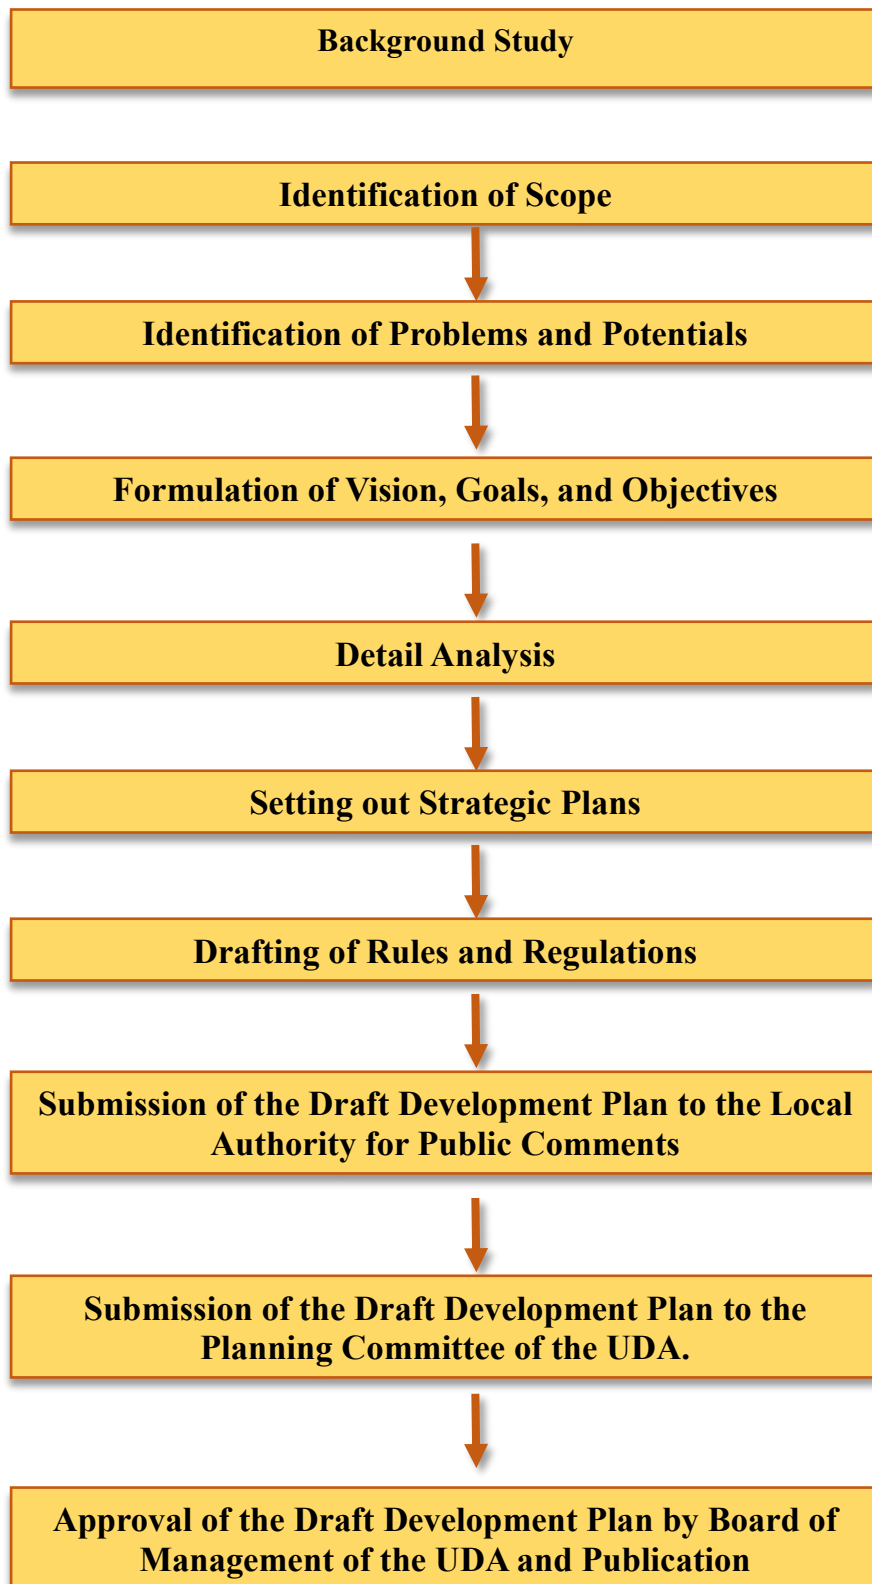 Background Study
Identification of Scope
Identification of Problems and Potentials
Formulation of Vision, Goals, and Objectives
Detail Analysis
Setting out Strategic Plans
Drafting of Rules and Regulations
Submission of the Draft Development Plan to the Local
Authority for Public Comments
Submission of the Draft Development Plan to the
Planning Committee of the UDA.
Approval of the Draft Development Plan by Board of
Management of the UDA and Publication